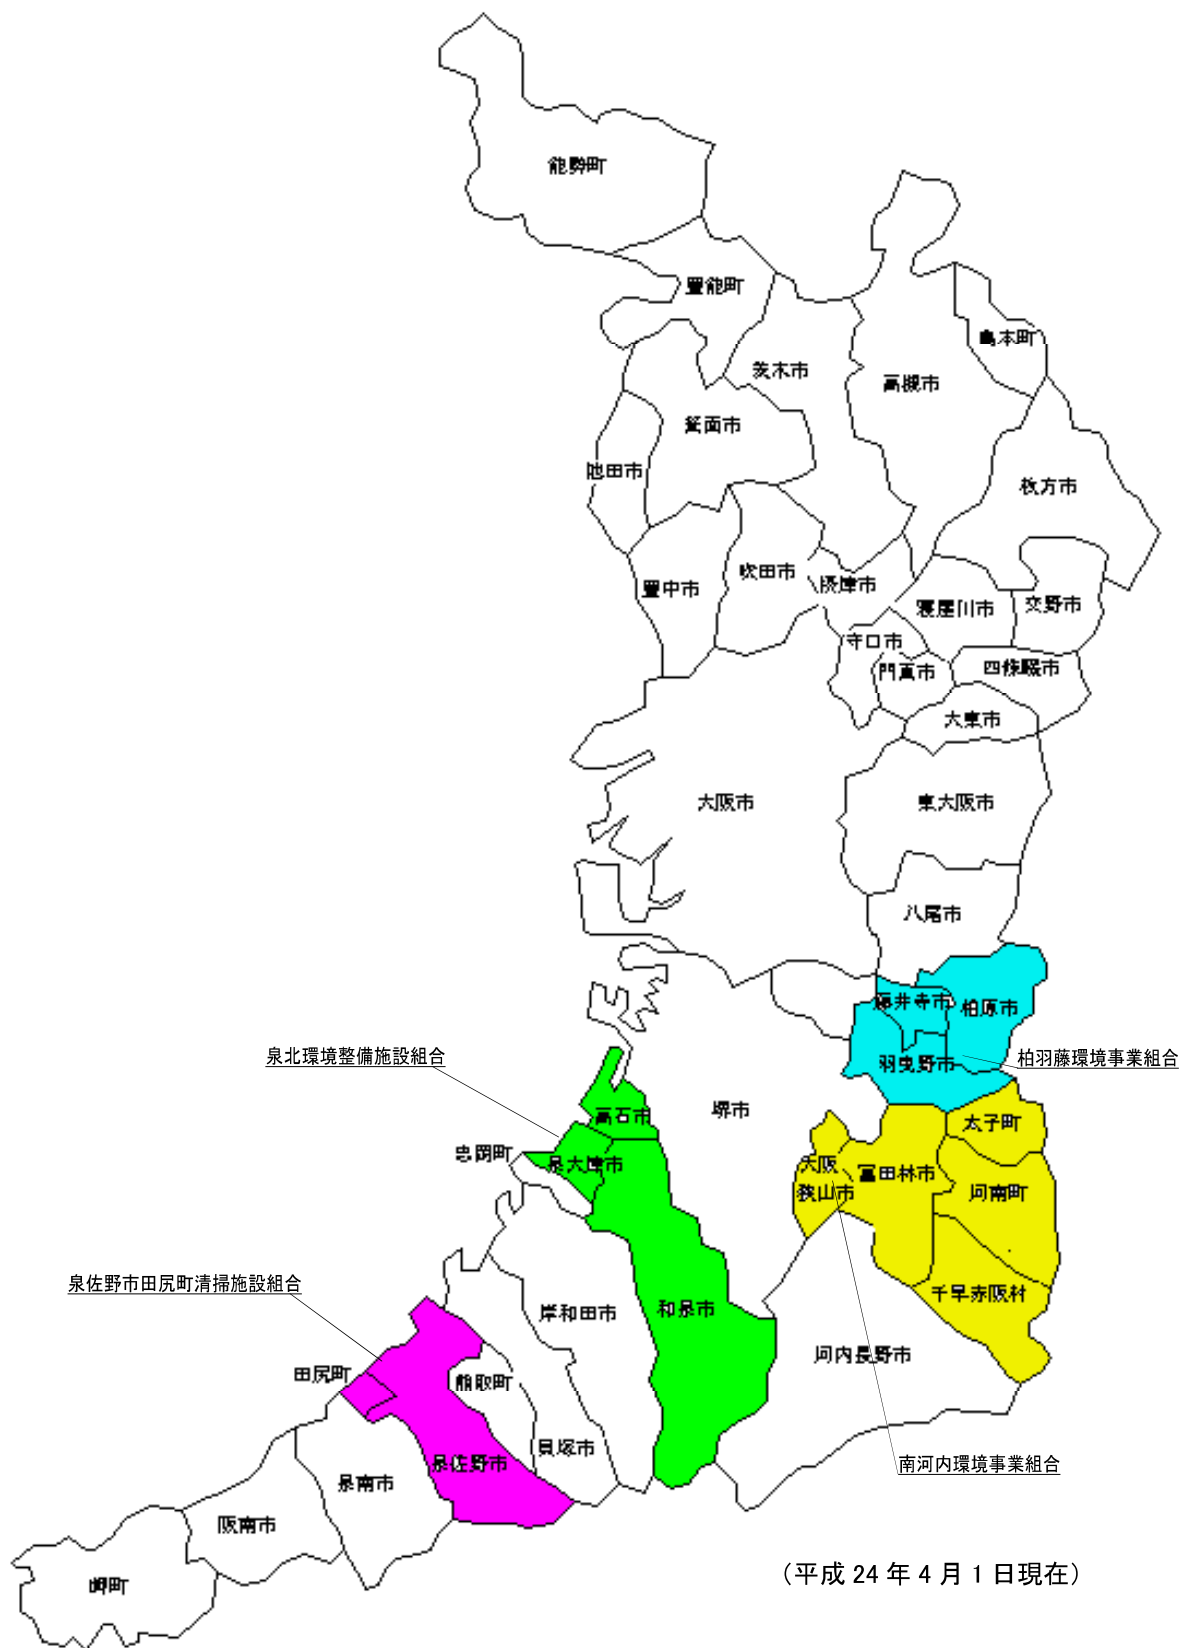 能勢町
豊能町
島本町
茨木市
高槻市
箕面市
池田市
枚方市
吹田市
摂津市
豊中市
寝屋川市
交野市
守口市
門真市
四條畷市
大東市
大阪市
東大阪市
八尾市
藤井寺市
柏原市
泉北環境整備施設組合
羽曳野市
柏羽藤環境事業組合
高石市
堺市
太子町
忠岡町
泉大津市
大阪
狭山市
富田林市
河南町
泉佐野市田尻町清掃施設組合
岸和田市
和泉市
千早赤阪村
田尻町
熊取町
河内長野市
貝塚市
泉佐野市
南河内環境事業組合
泉南市
阪南市
岬町
（平成 24 年 4 月 1 日現在）